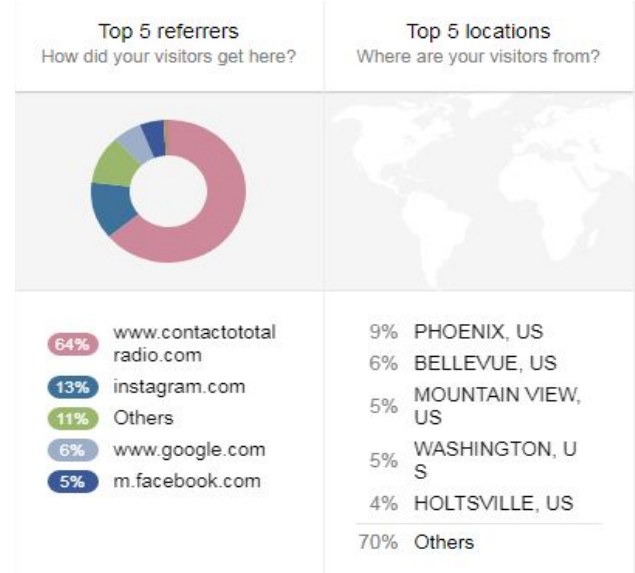 Top 5 referrers
How did your visitors get here?
64% www.contactototal
radio.com
13% instagram.com
11% Others
6% www.google.com
5% m.facebook.com
Top 5 locations
Where are your visitors from?
9% PHOENIX, US
6% BELLEVUE, US
5% MOUNTAIN VIEW,
US
5% WASHINGTON, U
S
4% HOLTSVILLE, US
70% Others